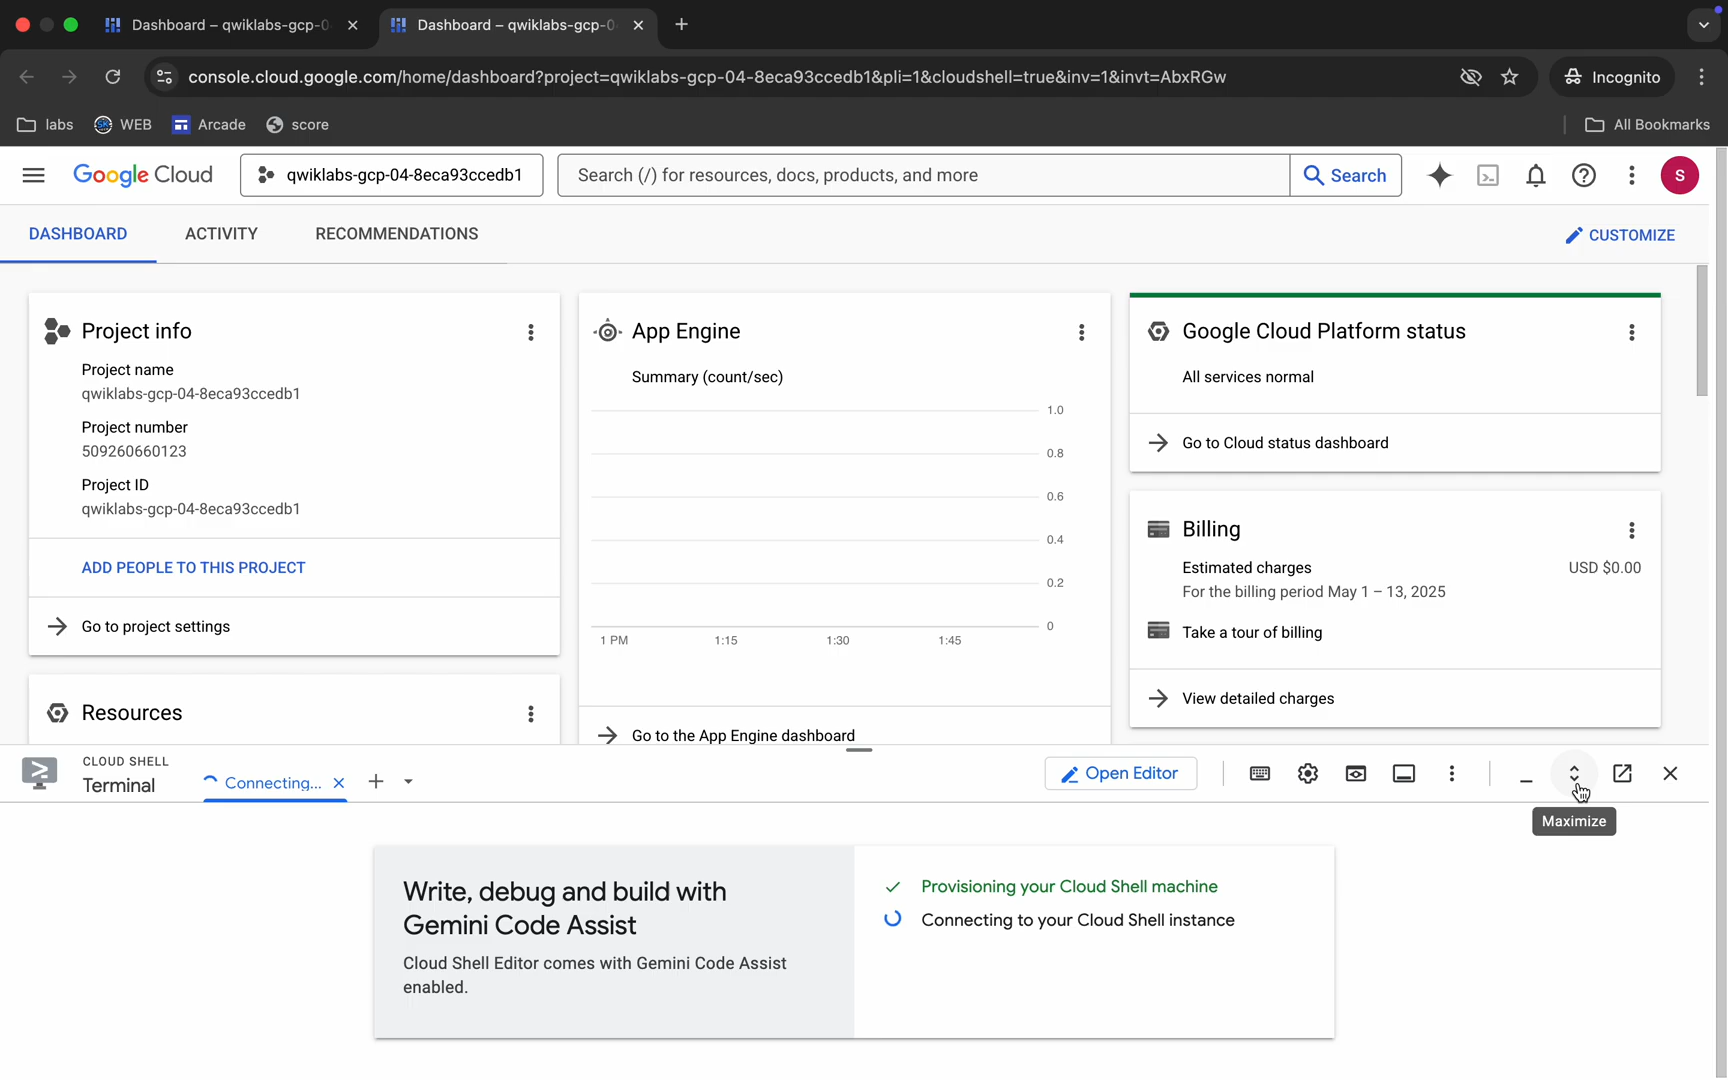 Dashboard – qwiklabs-gcp-0
Dashboard – qwiklabs-gcp-0
console.cloud.google.com/home/dashboard?project=qwiklabs-gcp-04-8eca93ccedb1&pli=1&cloudshell=true&inv=1&invt=AbxRGw
Incognito
labs
WEB
Arcade
score
All Bookmarks
Google Cloud
qwiklabs-gcp-04-8eca93ccedb1
Search (/) for resources, docs, products, and more
Search
S
DASHBOARD
ACTIVITY
RECOMMENDATIONS
CUSTOMIZE
Project info
Project name
qwiklabs-gcp-04-8eca93ccedb1
Project number
509260660123
Project ID
qwiklabs-gcp-04-8eca93ccedb1
ADD PEOPLE TO THIS PROJECT
Go to project settings
Resources
App Engine
Summary (count/sec)
1.0
0.8
0.6
0.4
0.2
0
1 PM
1:15
1:30
1:45
Go to the App Engine dashboard
Google Cloud Platform status
All services normal
Go to Cloud status dashboard
Billing
Estimated charges
USD $0.00
For the billing period May 1 – 13, 2025
Take a tour of billing
View detailed charges
CLOUD SHELL
Terminal
Connecting...
Open Editor
Maximize
Write, debug and build with
Gemini Code Assist
Cloud Shell Editor comes with Gemini Code Assist
enabled.
Provisioning your Cloud Shell machine
Connecting to your Cloud Shell instance